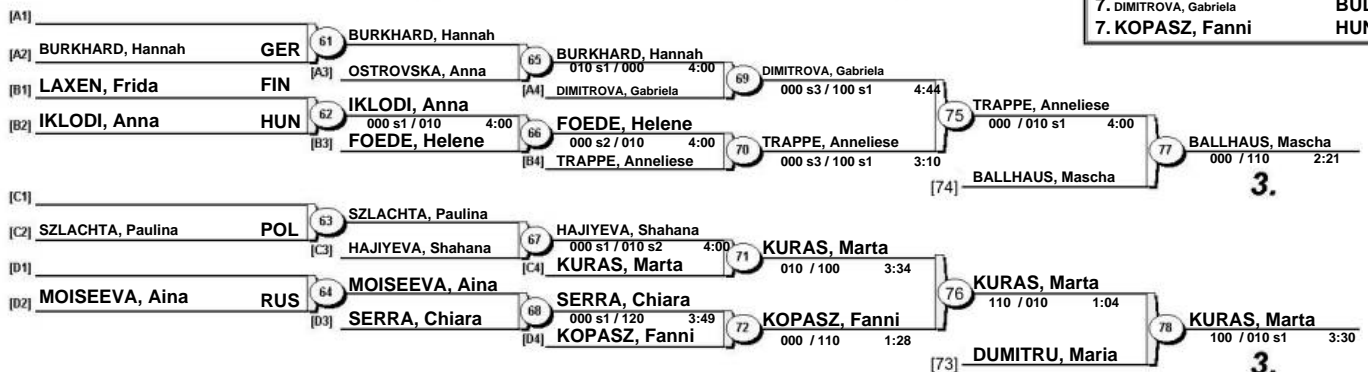 7. DIMITROVA, Gabriela
7. KOPASZ, Fanni HUN
[A1]
[A2] BURKHARD, Hannah GER
61 BURKHARD, Hannah
[A3] OSTROVSKA, Anna
65 BURKHARD, Hannah
010 s1 / 000 4:00
[A4] DIMITROVA, Gabriela
69 DIMITROVA, Gabriela
000 s3 / 100 s1 4:44
[B1] LAXEN, Frida FIN
[B2] IKLODI, Anna HUN
62 IKLODI, Anna
000 s1 / 010 4:00
[B3] FOEDE, Helene
66 FOEDE, Helene
000 s2 / 010 4:00
[B4] TRAPPE, Anneliese
70 TRAPPE, Anneliese
000 s3 / 100 s1 3:10
75 TRAPPE, Anneliese
000 / 010 s1 4:00
[74] BALLHAUS, Mascha
77 BALLHAUS, Mascha
000 / 110 2:21
3.
[C1]
[C2] SZLACHTA, Paulina POL
63 SZLACHTA, Paulina
[C3] HAJIYEVA, Shahana
67 HAJIYEVA, Shahana
000 s1 / 010 s2 4:00
[C4] KURAS, Marta
71 KURAS, Marta
010 / 100 3:34
[D1]
[D2] MOISEEVA, Aina RUS
64 MOISEEVA, Aina
[D3] SERRA, Chiara
68 SERRA, Chiara
000 s1 / 120 3:49
[D4] KOPASZ, Fanni
72 KOPASZ, Fanni
000 / 110 1:28
76 KURAS, Marta
110 / 010 1:04
[73] DUMITRU, Maria
78 KURAS, Marta
100 / 010 s1 3:30
3.